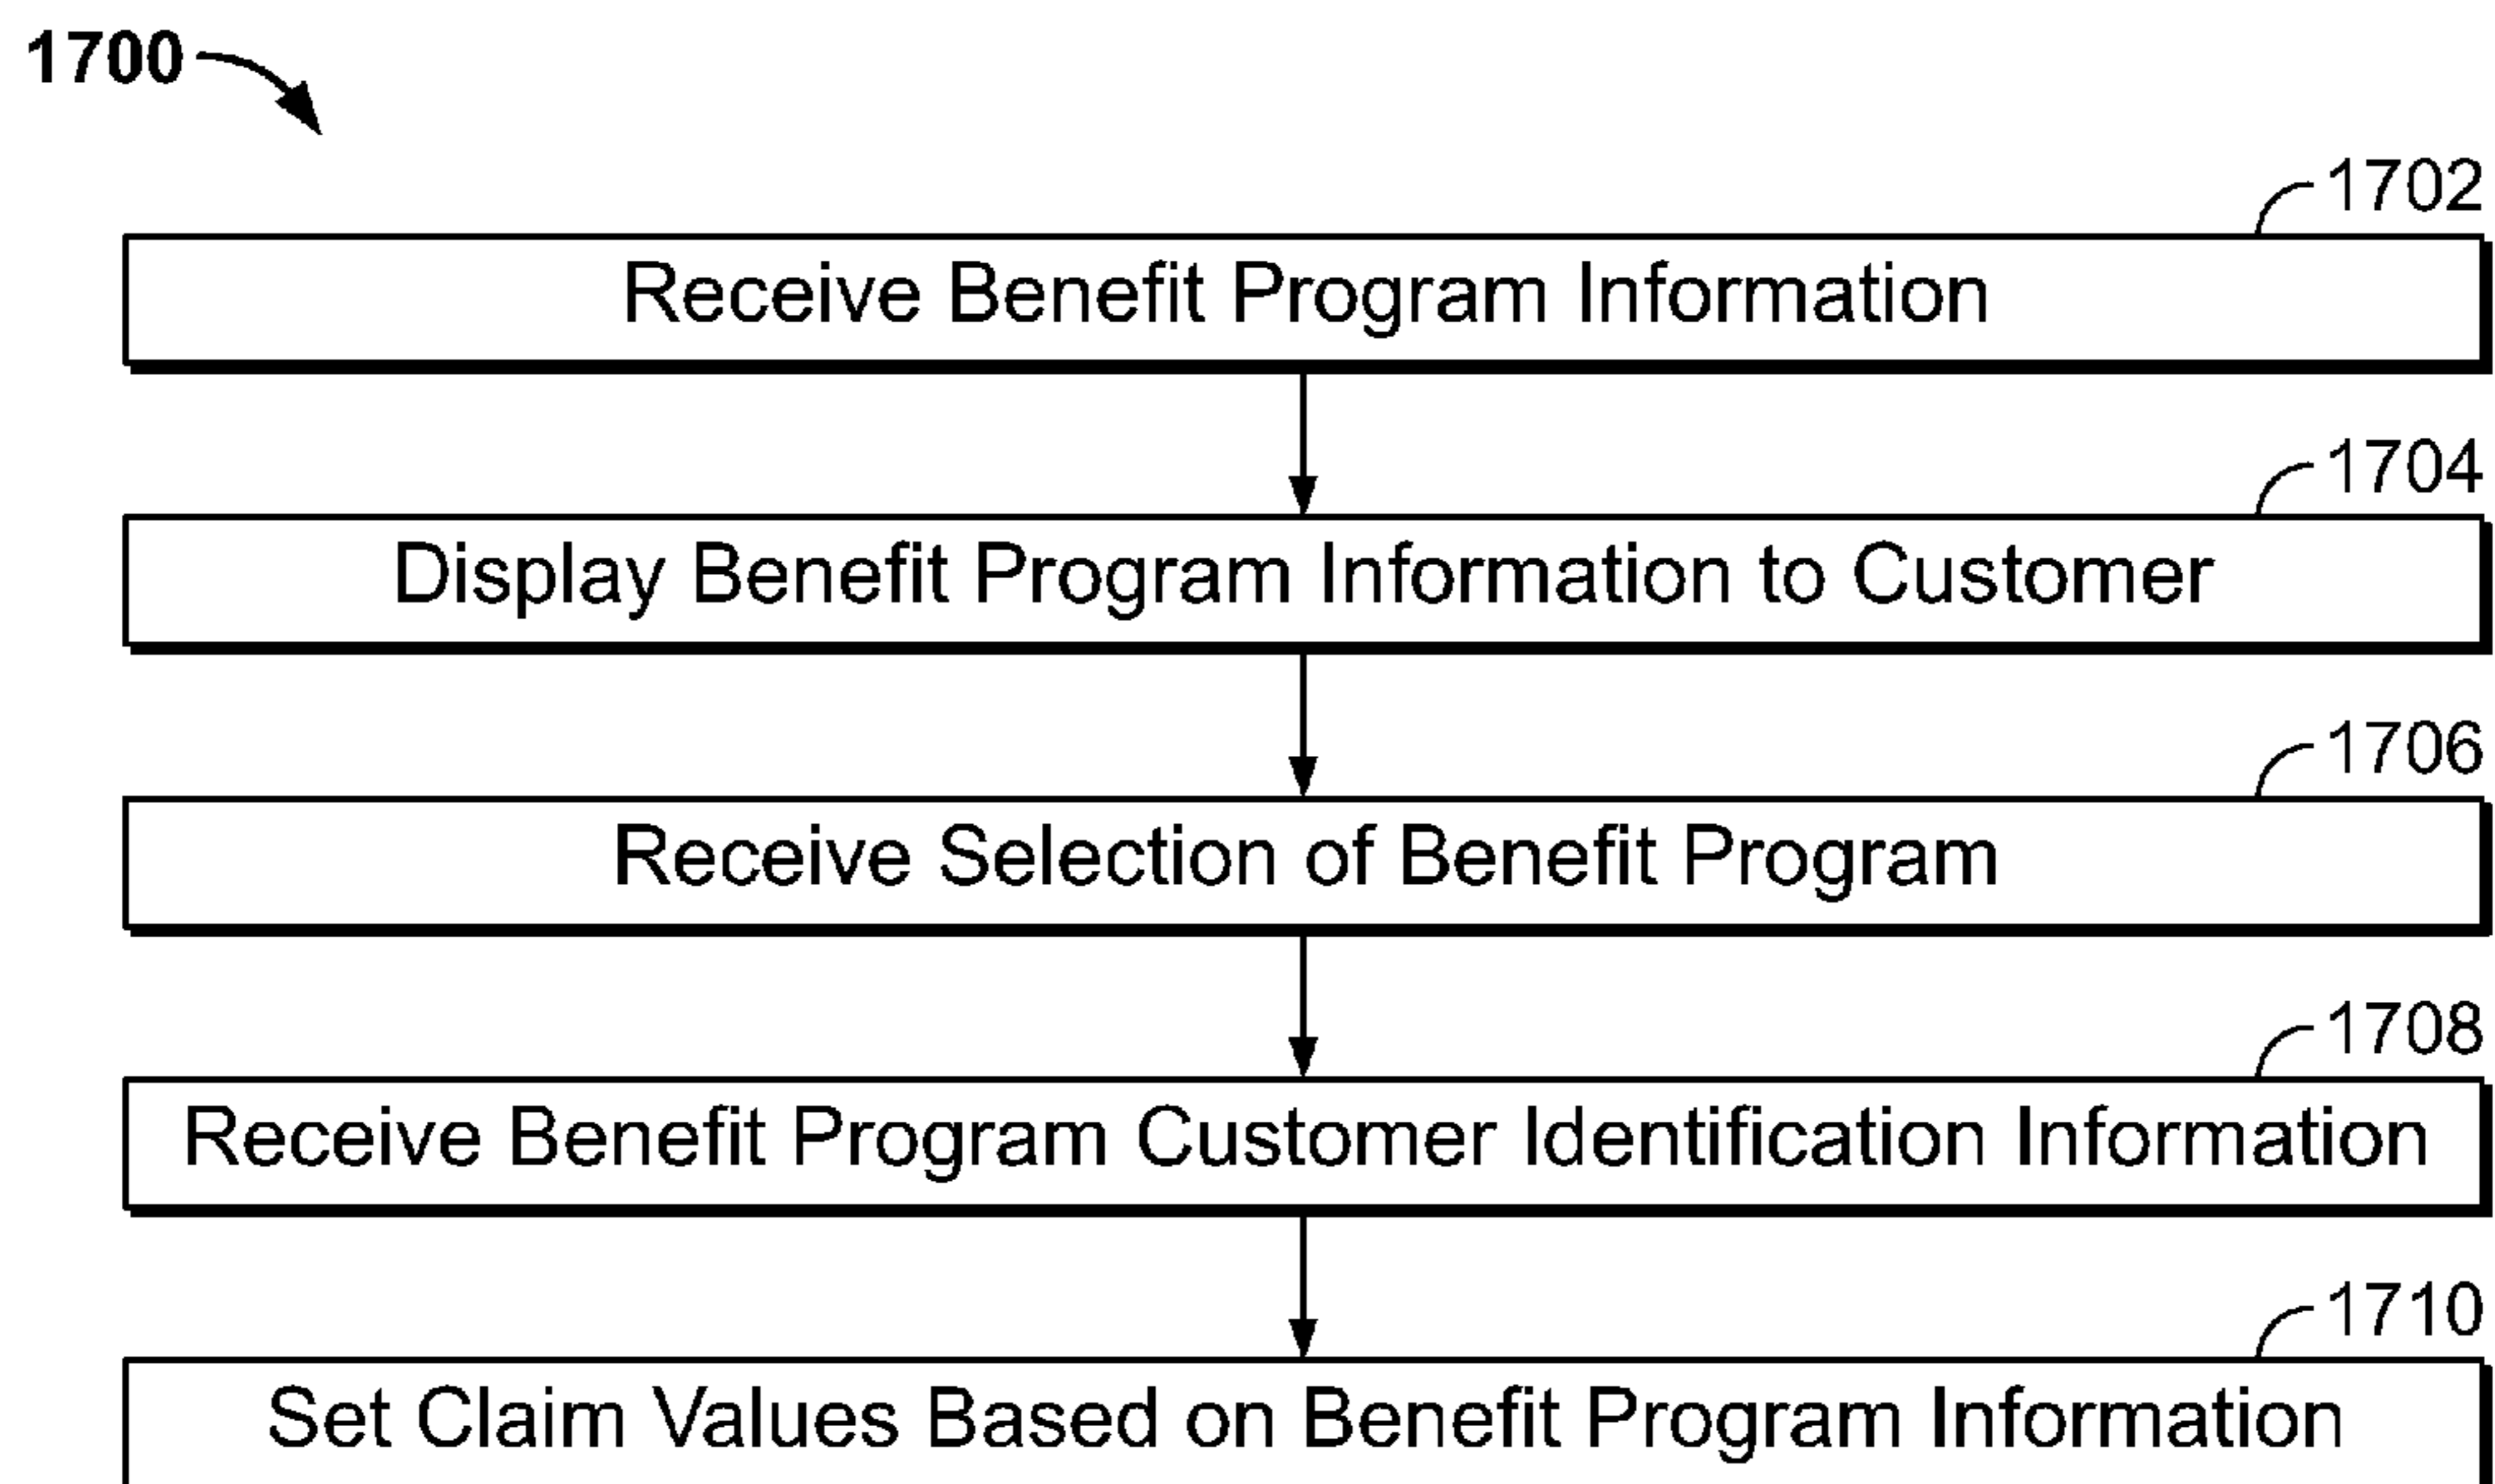 1700
1702
Receive Benefit Program Information
1704
Display Benefit Program Information to Customer
1706
Receive Selection of Benefit Program
1708
Receive Benefit Program Customer Identification Information
1710
Set Claim Values Based on Benefit Program Information